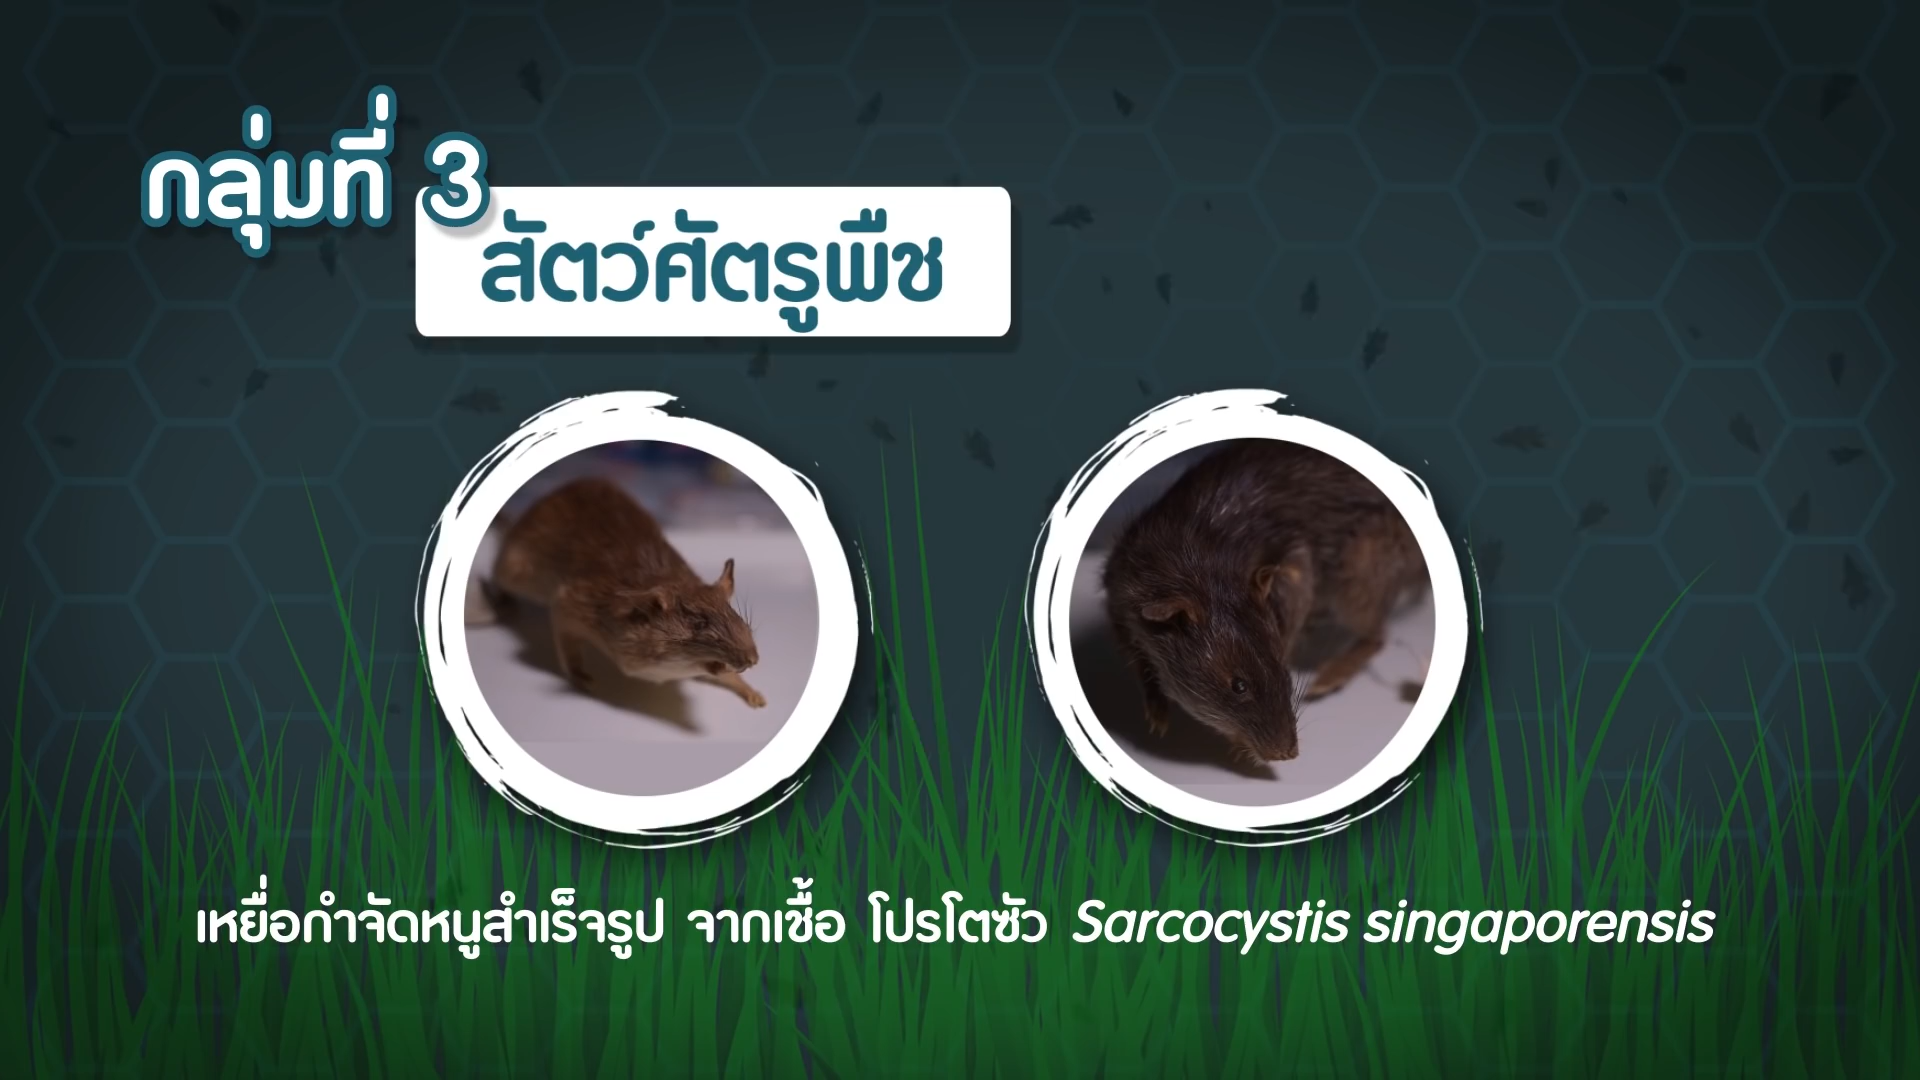 กลุ่มที่ 3
สัตว์ศัตรูพืช
เหยื่อกำจัดหนูสำเร็จรูป จากเชื้อ โปรโตซัว Sarcocystis singaporensis